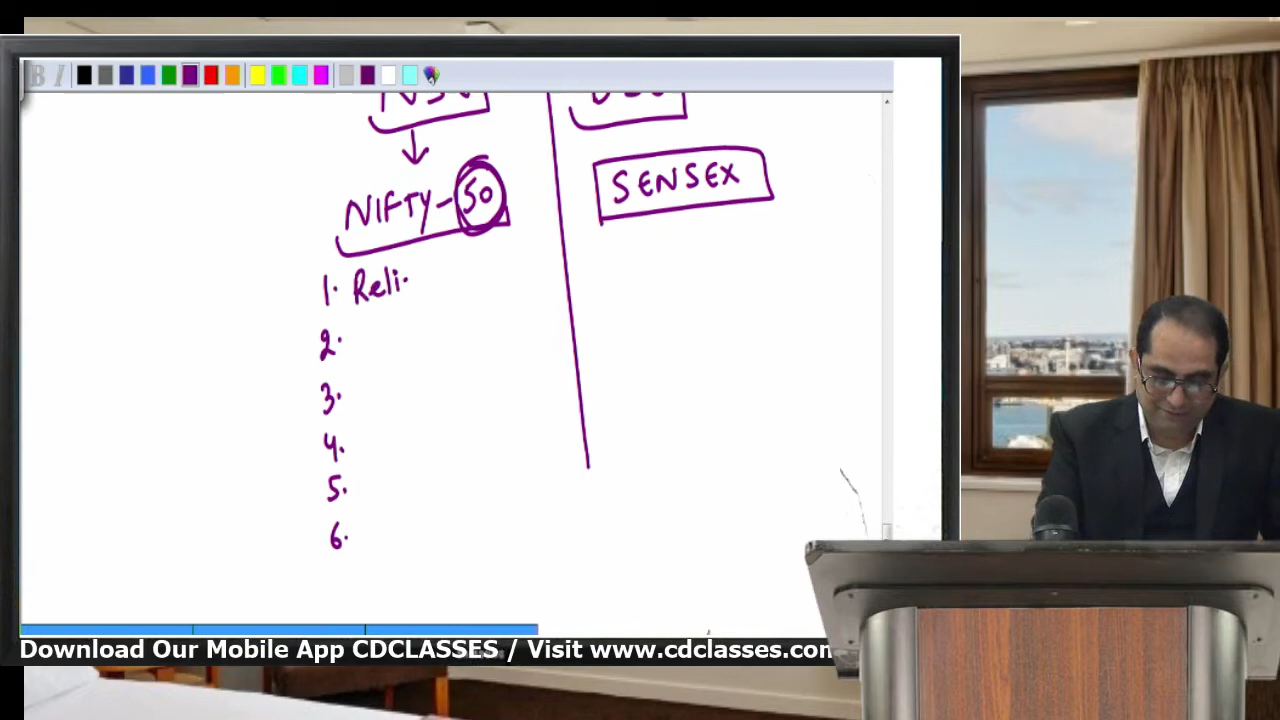 B I
NIFTY-50
SENSEX
1. Reli.
2.
3.
4.
5.
6.
Download Our Mobile App CDCLASSES / Visit www.cdclasses.com